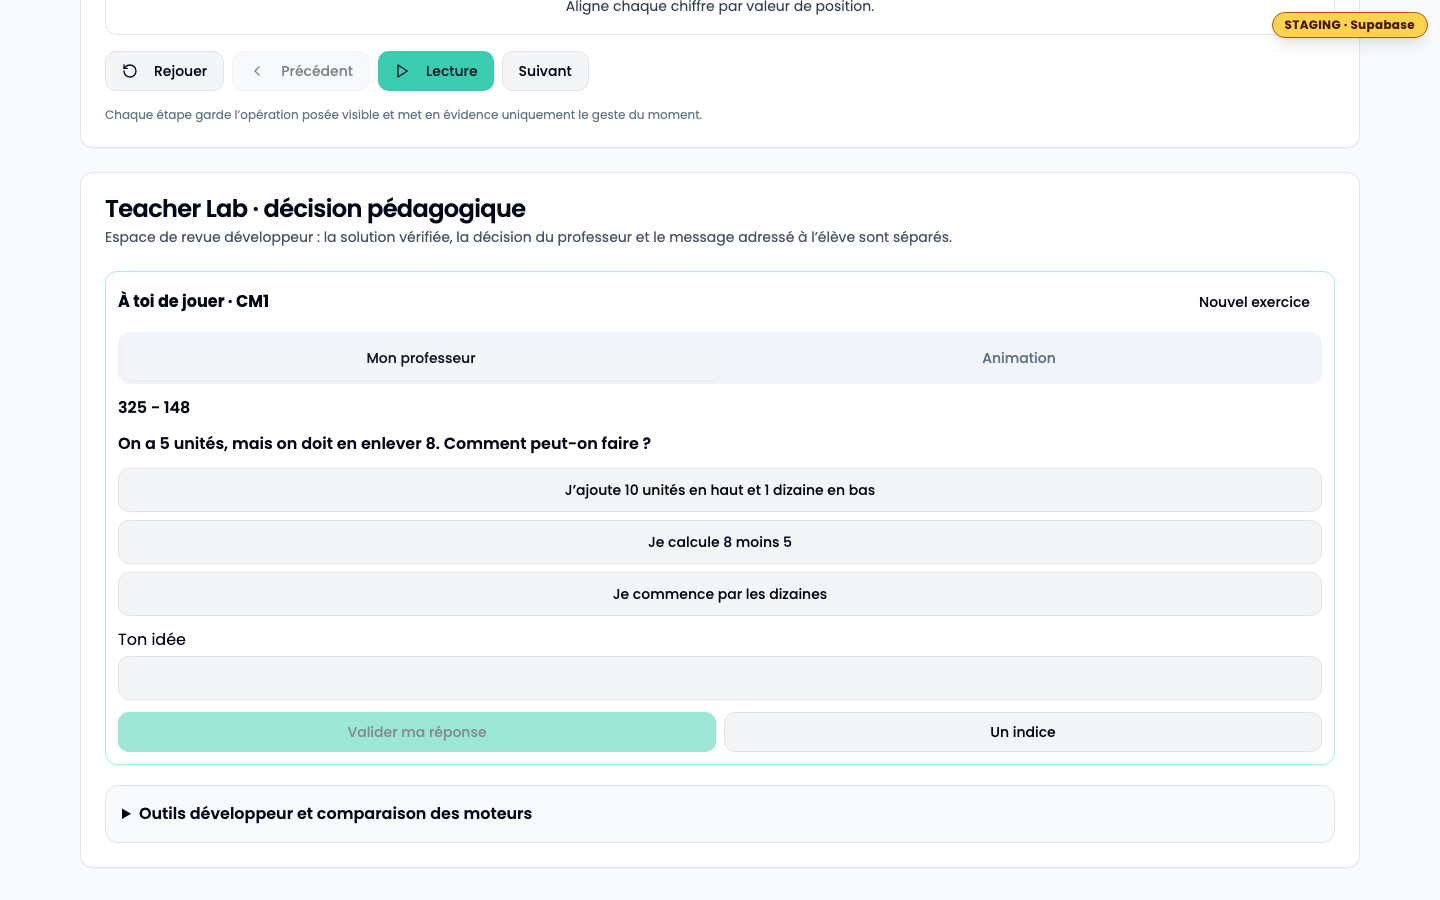 Aligne chaque chiffre par valeur de position.
STAGING · Supabase
Rejouer
Précédent
Lecture
Suivant
Chaque étape garde l’opération posée visible et met en évidence uniquement le geste du moment.
Teacher Lab · décision pédagogique
Espace de revue développeur : la solution vérifiée, la décision du professeur et le message adressé à l’élève sont séparés.
À toi de jouer · CM1
Nouvel exercice
Mon professeur
Animation
325 − 148
On a 5 unités, mais on doit en enlever 8. Comment peut-on faire ?
J’ajoute 10 unités en haut et 1 dizaine en bas
Je calcule 8 moins 5
Je commence par les dizaines
Ton idée
Valider ma réponse
Un indice
Outils développeur et comparaison des moteurs